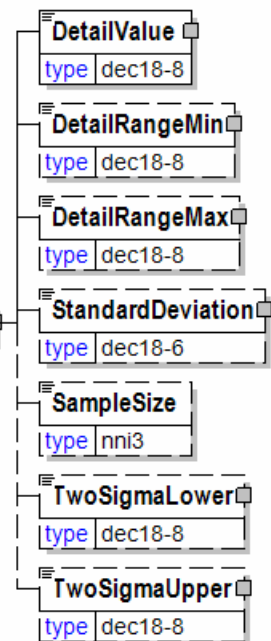 DetailValue
type dec18-8
DetailRangeMin
type dec18-8
DetailRangeMax
type dec18-8
StandardDeviation
type dec18-6
SampleSize
type nni3
TwoSigmaLower
type dec18-8
TwoSigmaUpper
type dec18-8